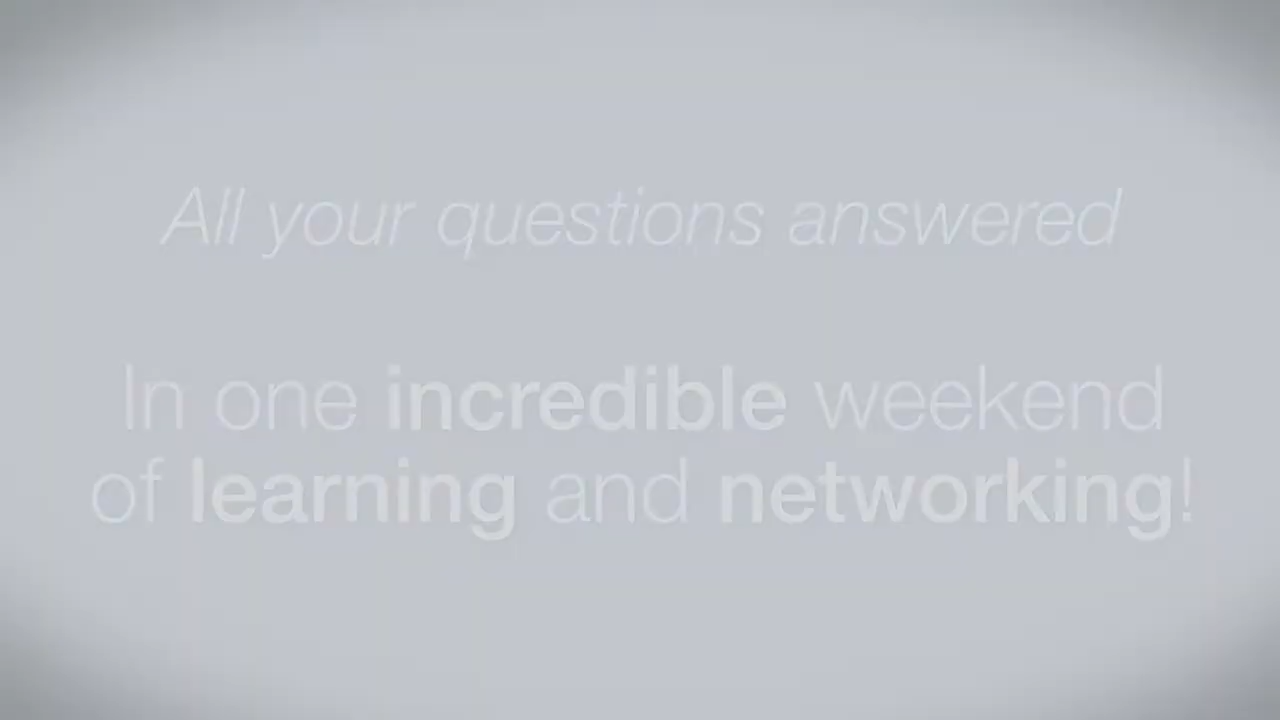 All your questions answered
In one incredible weekend
of learning and networking!